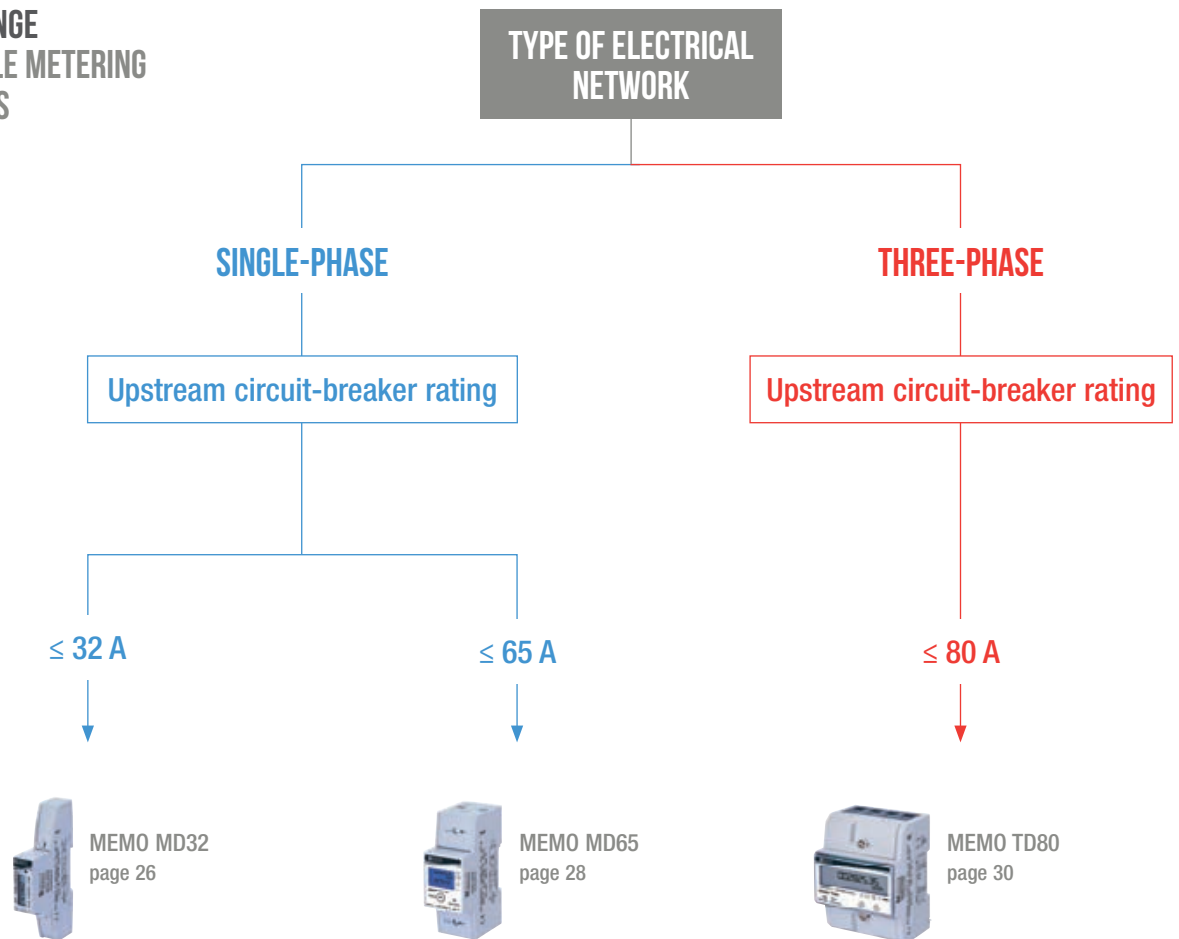 NGE
LE METERING
S
TYPE OF ELECTRICAL
NETWORK
SINGLE-PHASE
THREE-PHASE
Upstream circuit-breaker rating
Upstream circuit-breaker rating
≤ 32 A
≤ 65 A
≤ 80 A
MEMO MD32
page 26
MEMO MD65
page 28
MEMO TD80
page 30